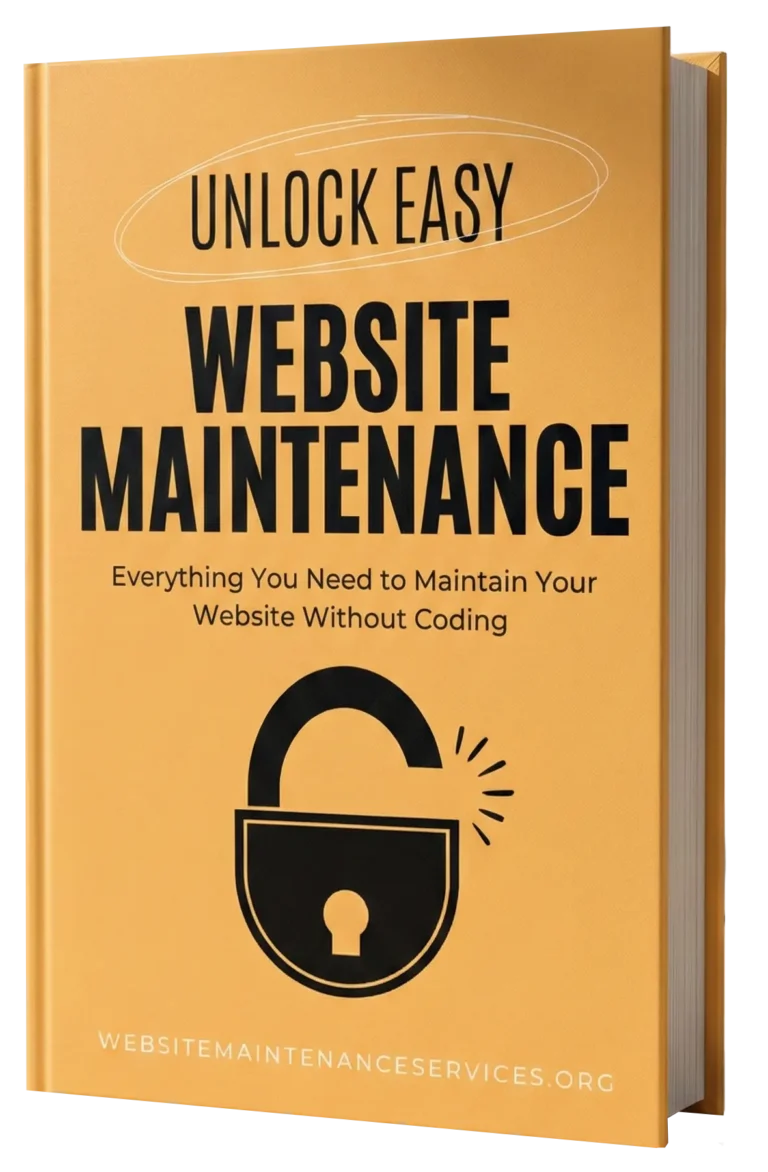 UNLOCK EASY
WEBSITE
MAINTENANCE
Everything You Need to Maintain Your
Website Without Coding
WEBSITEMAINTENANCESERVICES.ORG